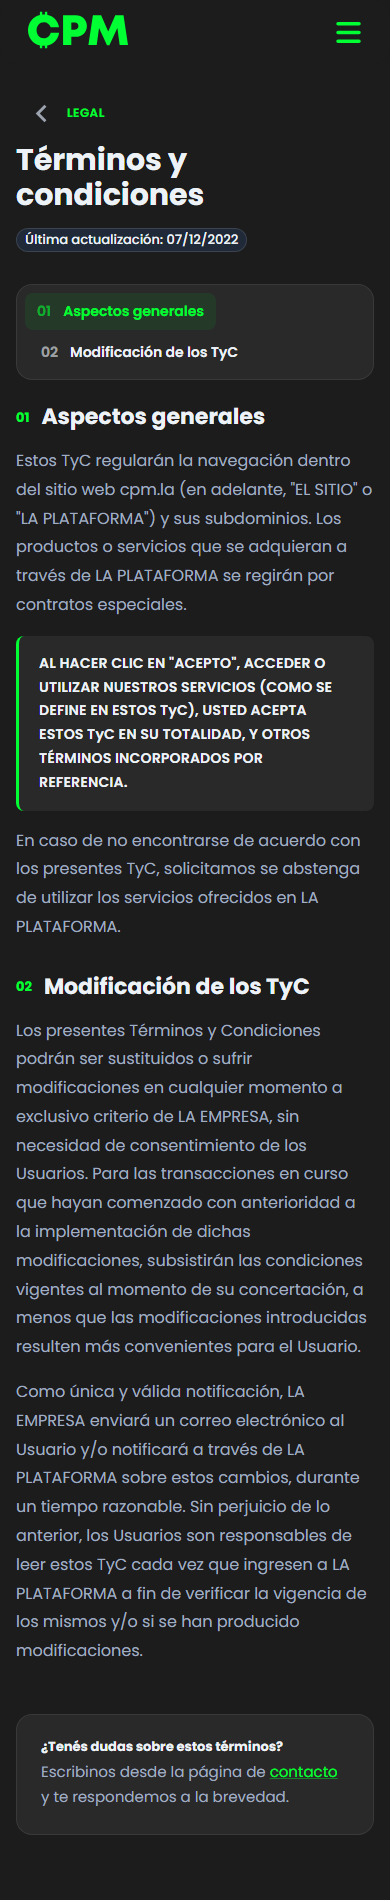 CPM
LEGAL
Términos y
condiciones
Última actualización: 07/12/2022
01 Aspectos generales
02 Modificación de los TyC
01 Aspectos generales
Estos TyC regularán la navegación dentro
del sitio web cpm.la (en adelante, "EL SITIO" o
"LA PLATAFORMA") y sus subdominios. Los
productos o servicios que se adquieran a
través de LA PLATAFORMA se regirán por
contratos especiales.
AL HACER CLIC EN "ACEPTO", ACCEDER O
UTILIZAR NUESTROS SERVICIOS (COMO SE
DEFINE EN ESTOS TyC), USTED ACEPTA
ESTOS TyC EN SU TOTALIDAD, Y OTROS
TÉRMINOS INCORPORADOS POR
REFERENCIA.
En caso de no encontrarse de acuerdo con
los presentes TyC, solicitamos se abstenga
de utilizar los servicios ofrecidos en LA
PLATAFORMA.
02 Modificación de los TyC
Los presentes Términos y Condiciones
podrán ser sustituidos o sufrir
modificaciones en cualquier momento a
exclusivo criterio de LA EMPRESA, sin
necesidad de consentimiento de los
Usuarios. Para las transacciones en curso
que hayan comenzado con anterioridad a
la implementación de dichas
modificaciones, subsistirán las condiciones
vigentes al momento de su concertación, a
menos que las modificaciones introducidas
resulten más convenientes para el Usuario.
Como única y válida notificación, LA
EMPRESA enviará un correo electrónico al
Usuario y/o notificará a través de LA
PLATAFORMA sobre estos cambios, durante
un tiempo razonable. Sin perjuicio de lo
anterior, los Usuarios son responsables de
leer estos TyC cada vez que ingresen a LA
PLATAFORMA a fin de verificar la vigencia de
los mismos y/o si se han producido
modificaciones.
¿Tenés dudas sobre estos términos?
Escribinos desde la página de contacto
y te respondemos a la brevedad.